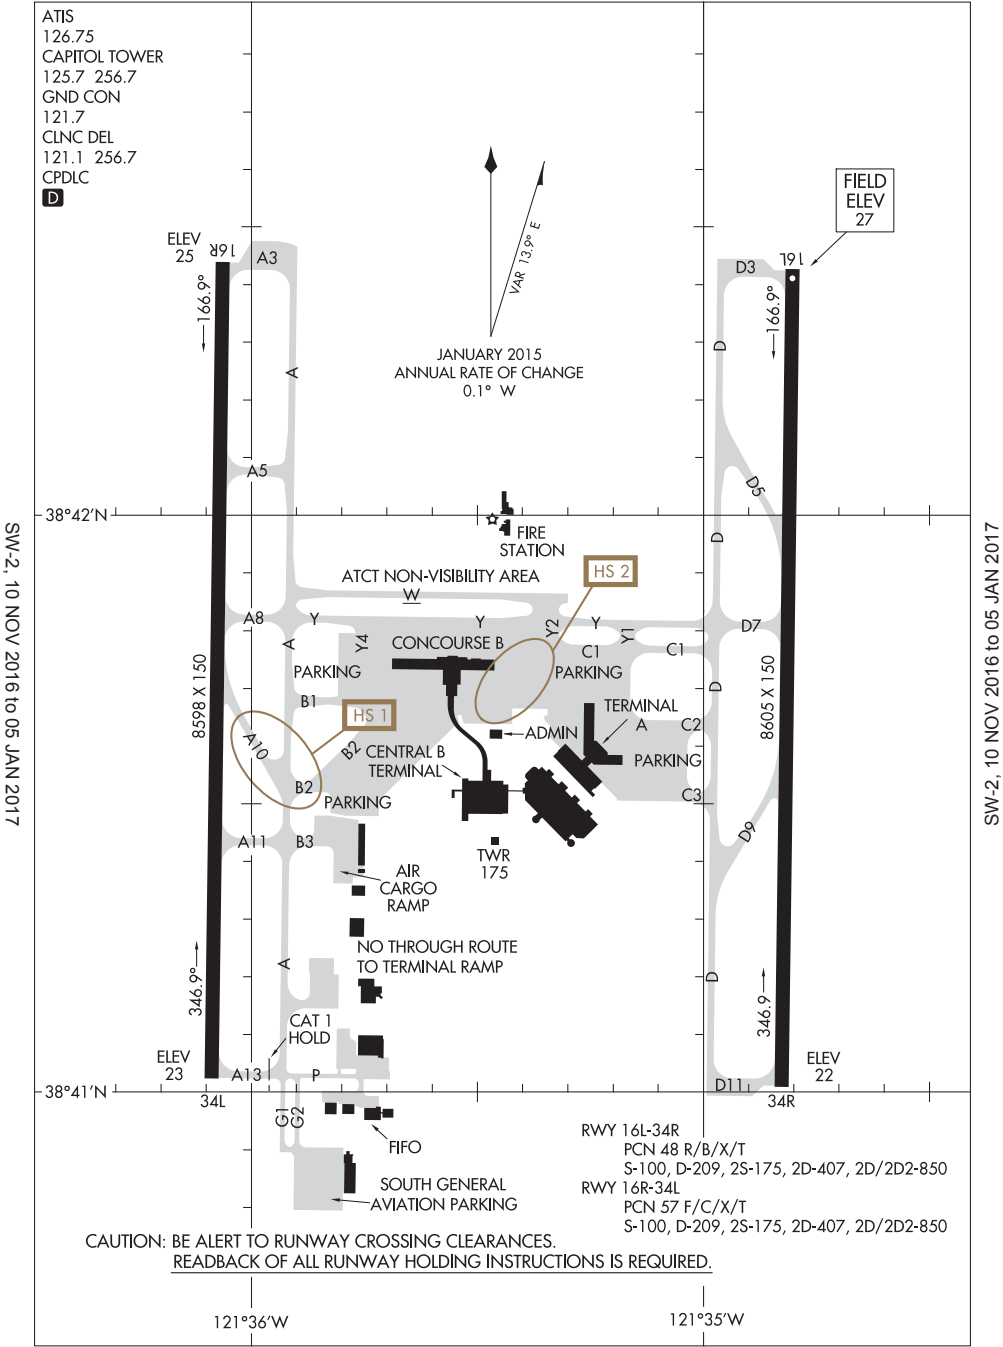 ATIS
126.75
CAPITOL TOWER
125.7 256.7
GND CON
121.7
CLNC DEL
121.1 256.7
CPDLC
D
FIELD
ELEV
27
VAR 13.9° E
JANUARY 2015
ANNUAL RATE OF CHANGE
0.1° W
ELEV
25
16R
A3
166.9°
A
A5
D3
16L
166.9°
D
D5
38°42'N
D
FIRE
STATION
HS 2
ATCT NON-VISIBILITY AREA
W
A8
Y
Y
Y2
Y
Y1
D7
A
Y4
CONCOURSE B
C1
C1
PARKING
PARKING
D
8598 X 150
8605 X 150
B1
HS 1
TERMINAL
A
C2
ADMIN
A10
B2
CENTRAL B
TERMINAL
PARKING
B2
PARKING
C3
A11
B3
D9
TWR
175
AIR
CARGO
RAMP
NO THROUGH ROUTE
TO TERMINAL RAMP
A
D
346.9°
346.9
CAT 1
HOLD
ELEV
23
A13
P
D11
ELEV
22
38°41'N
34L
34R
G1
G2
FIFO
SOUTH GENERAL
AVIATION PARKING
RWY 16L-34R
PCN 48 R/B/X/T
S-100, D-209, 2S-175, 2D-407, 2D/2D2-850
RWY 16R-34L
PCN 57 F/C/X/T
S-100, D-209, 2S-175, 2D-407, 2D/2D2-850
CAUTION: BE ALERT TO RUNWAY CROSSING CLEARANCES.
READBACK OF ALL RUNWAY HOLDING INSTRUCTIONS IS REQUIRED.
121°36'W
121°35'W
SW-2, 10 NOV 2016 to 05 JAN 2017
SW-2, 10 NOV 2016 to 05 JAN 2017